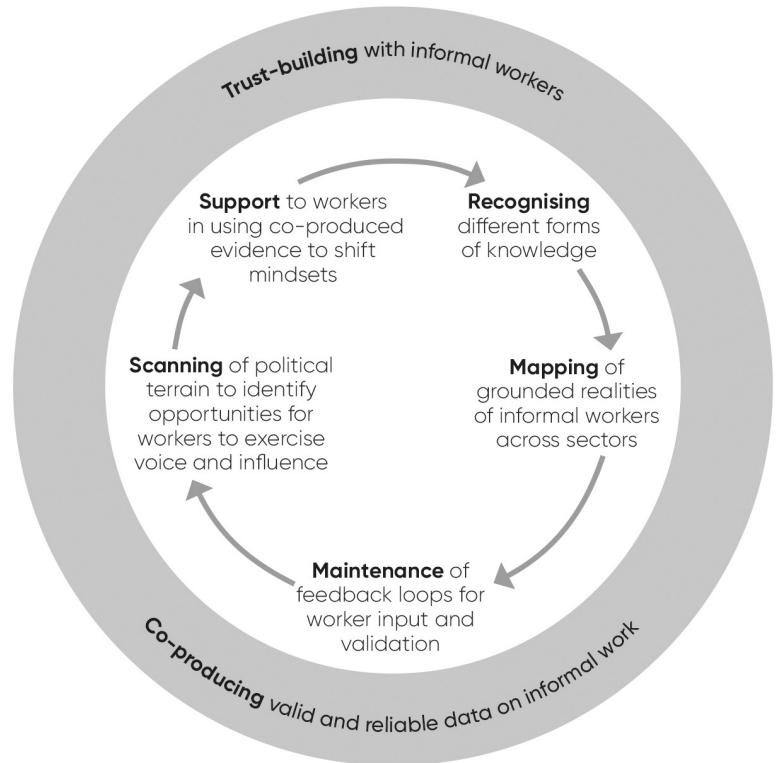 Trust-building with informal workers
Support to workers
in using co-produced
evidence to shift
mindsets
Recognising
different forms
of knowledge
Mapping of
grounded realities
of informal workers
across sectors
Maintenance of
feedback loops for
worker input and
validation
Scanning of political
terrain to identify
opportunities for
workers to exercise
voice and influence
Co-producing valid and reliable data on informal work